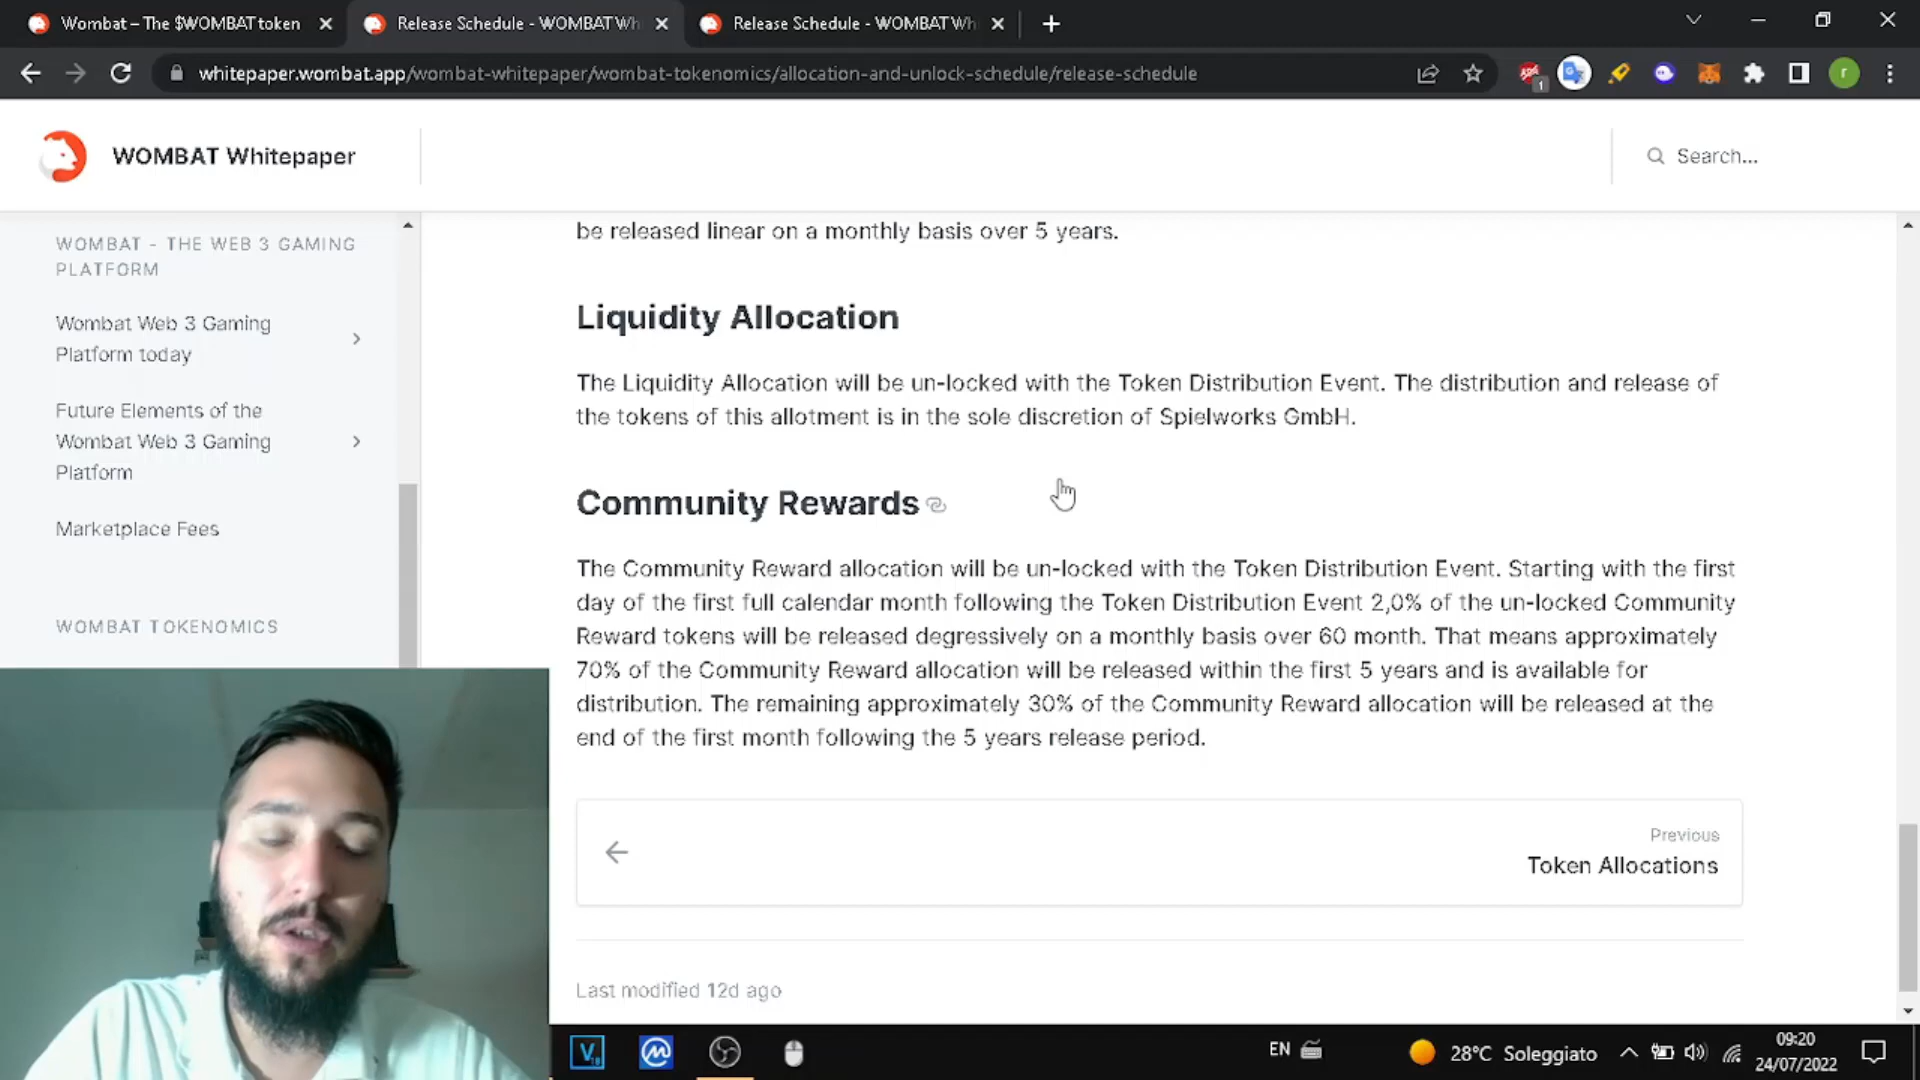 Wombat – The $WOMBAT token
Release Schedule - WOMBAT Wh
Release Schedule - WOMBAT Wh
whitepaper.wombat.app/wombat-whitepaper/wombat-tokenomics/allocation-and-unlock-schedule/release-schedule
1
r
WOMBAT Whitepaper
Search...
WOMBAT - THE WEB 3 GAMING
PLATFORM
Wombat Web 3 Gaming
Platform today
Future Elements of the
Wombat Web 3 Gaming
Platform
Marketplace Fees
WOMBAT TOKENOMICS
be released linear on a monthly basis over 5 years.
Liquidity Allocation
The Liquidity Allocation will be un-locked with the Token Distribution Event. The distribution and release of
the tokens of this allotment is in the sole discretion of Spielworks GmbH.
Community Rewards
The Community Reward allocation will be un-locked with the Token Distribution Event. Starting with the first
day of the first full calendar month following the Token Distribution Event 2,0% of the un-locked Community
Reward tokens will be released degressively on a monthly basis over 60 month. That means approximately
70% of the Community Reward allocation will be released within the first 5 years and is available for
distribution. The remaining approximately 30% of the Community Reward allocation will be released at the
end of the first month following the 5 years release period.
Previous
Token Allocations
Last modified 12d ago
EN
28°C Soleggiato
09:20
24/07/2022